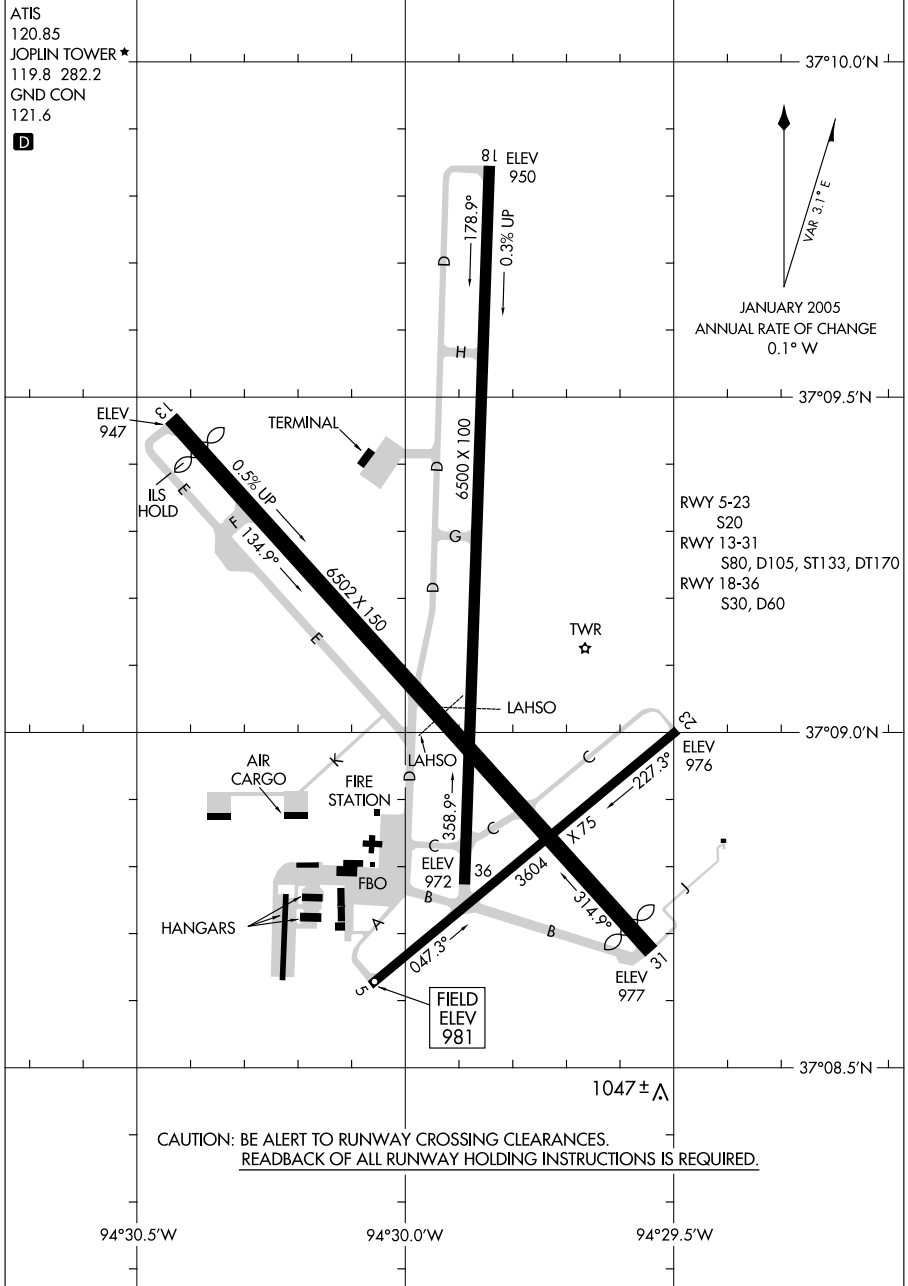 ATIS
120.85
JOPLIN TOWER ★
119.8 282.2
GND CON
121.6
D
37°10.0'N
VAR 3.1° E
JANUARY 2005
ANNUAL RATE OF CHANGE
0.1° W
18
ELEV
950
178.9°
0.3% UP
D
H
37°09.5'N
ELEV
947
13
TERMINAL
ILS
HOLD
E
0.5% UP
F
134.9°
6502 X 150
E
D
6500 X 100
G
D
RWY 5-23
S20
RWY 13-31
S80, D105, ST133, DT170
RWY 18-36
S30, D60
TWR
LAHSO
LAHSO
37°09.0'N
23
ELEV
976
227.3°
C
K
AIR
CARGO
FIRE
STATION
D
358.9°
C
C
X 75
3604
ELEV
972
36
FBO
B
B
A
J
314.9°
HANGARS
047.3°
5
31
ELEV
977
FIELD
ELEV
981
37°08.5'N
1047 ±
CAUTION: BE ALERT TO RUNWAY CROSSING CLEARANCES.
READBACK OF ALL RUNWAY HOLDING INSTRUCTIONS IS REQUIRED.
94°30.5'W
94°30.0'W
94°29.5'W